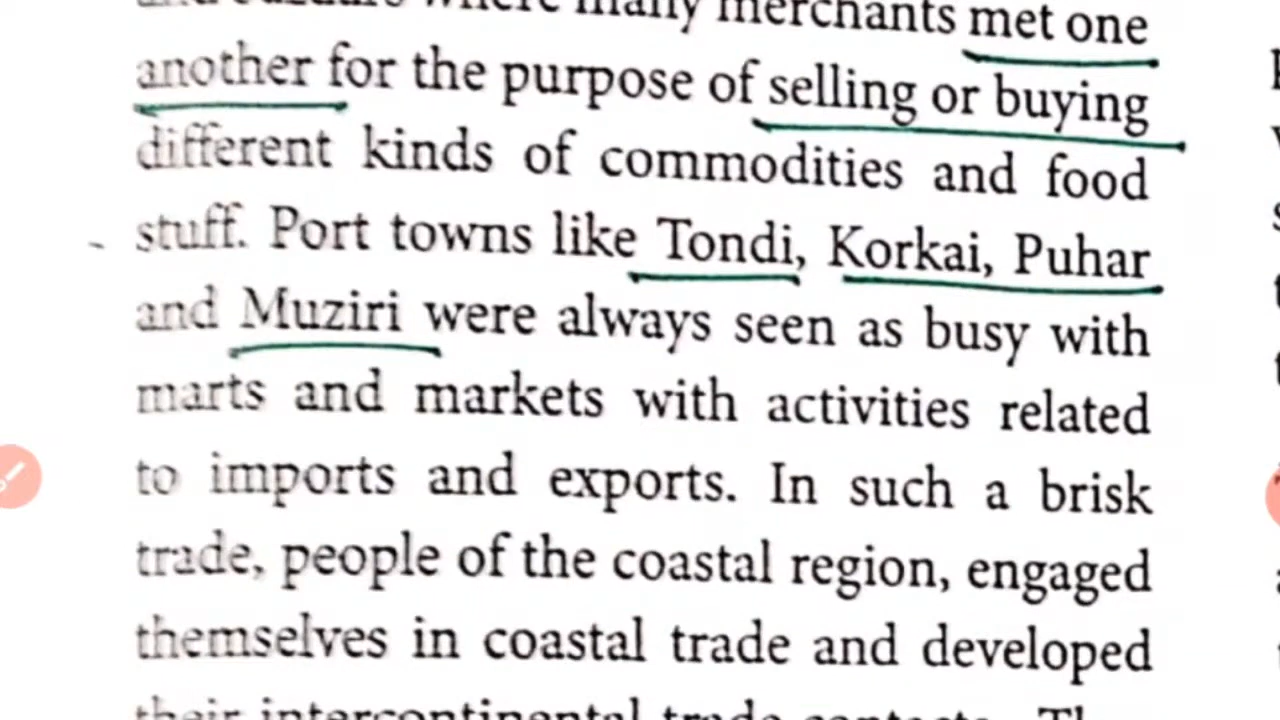 where many merchants met one
another for the purpose of selling or buying
different kinds of commodities and food
stuff. Port towns like Tondi, Korkai, Puhar
and Muziri were always seen as busy with
marts and markets with activities related
to imports and exports. In such a brisk
trade, people of the coastal region, engaged
themselves in coastal trade and developed
their intercontinental trade contacts.